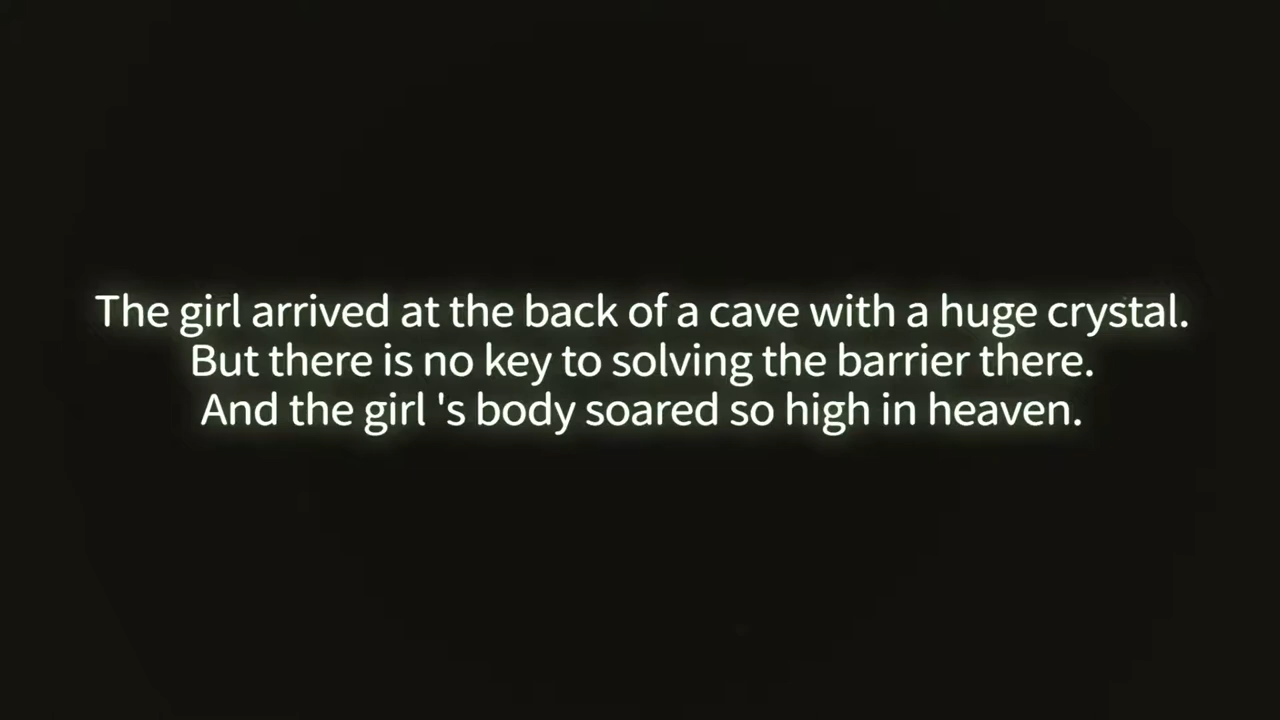 The girl arrived at the back of a cave with a huge crystal.
But there is no key to solving the barrier there.
And the girl 's body soared so high in heaven.